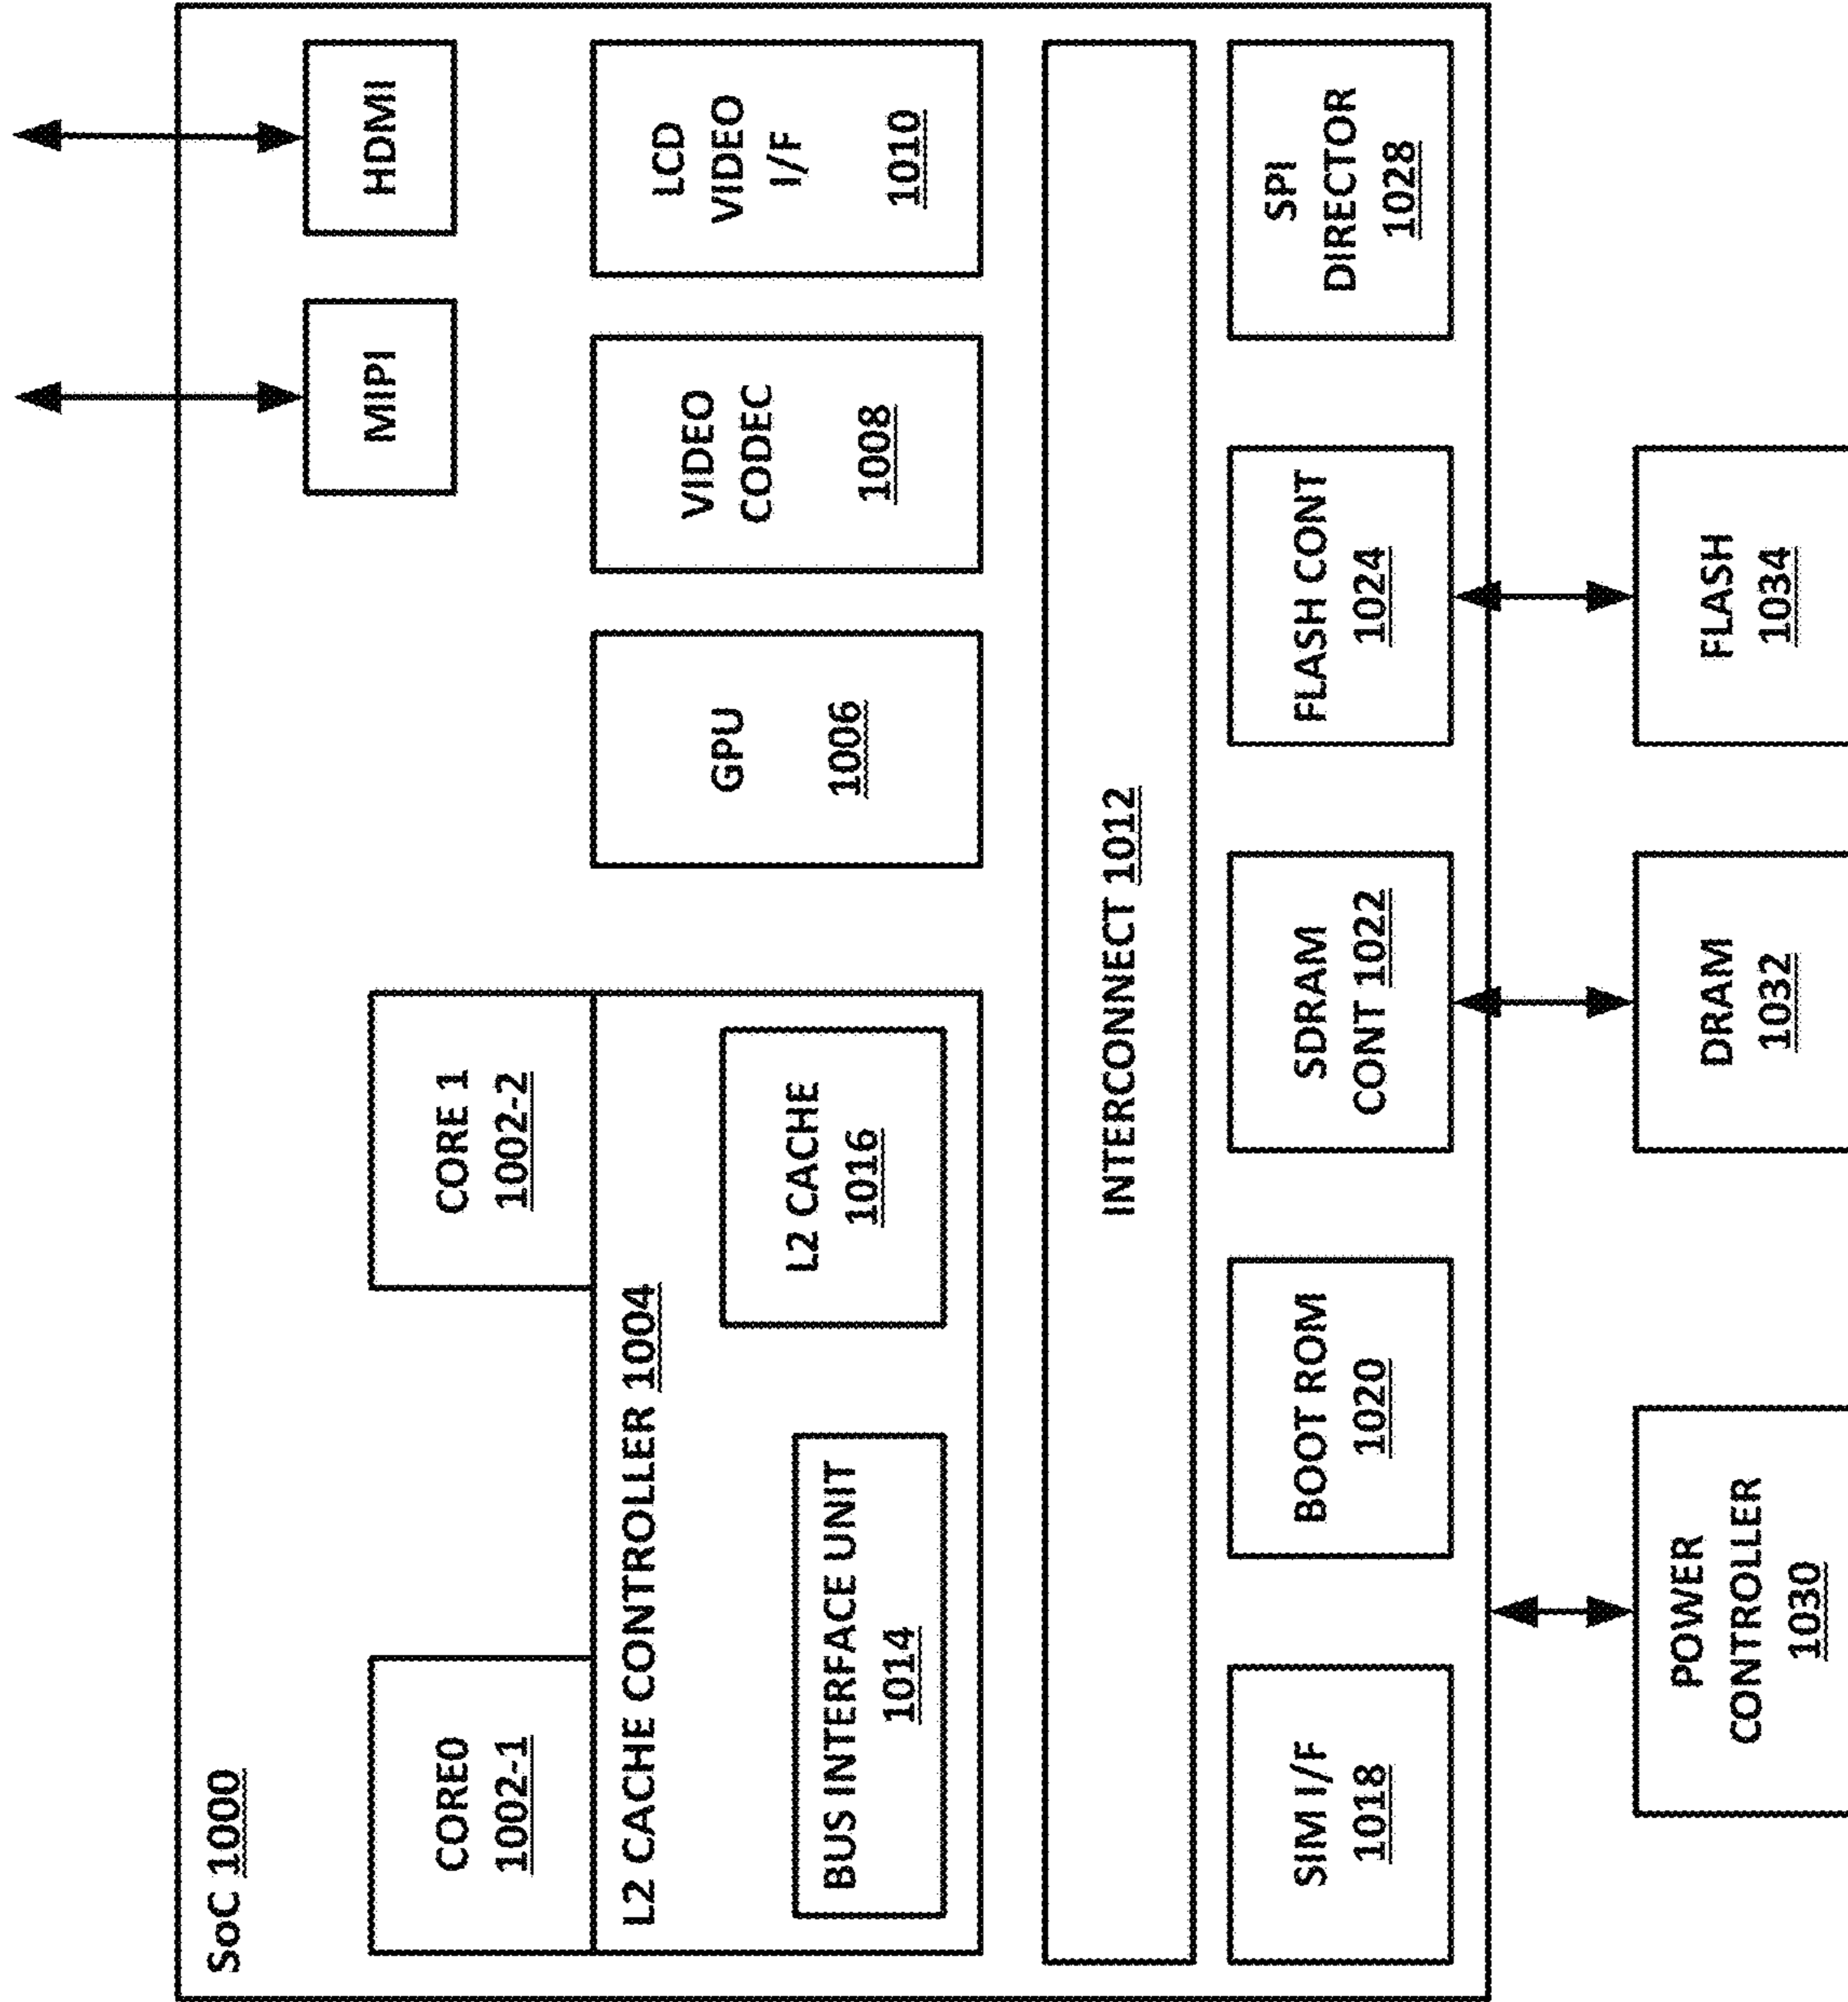 SoC 1000
MIPI
HDMI
CORE0
1002-1
CORE 1
1002-2
L2 CACHE CONTROLLER 1004
BUS INTERFACE UNIT
1014
L2 CACHE
1016
GPU
1006
VIDEO
CODEC
1008
LCD
VIDEO
I/F
1010
INTERCONNECT 1012
SIM I/F
1018
BOOT ROM
1020
SDRAM
CONT 1022
FLASH CONT
1024
SPI
DIRECTOR
1028
POWER
CONTROLLER
1030
DRAM
1032
FLASH
1034